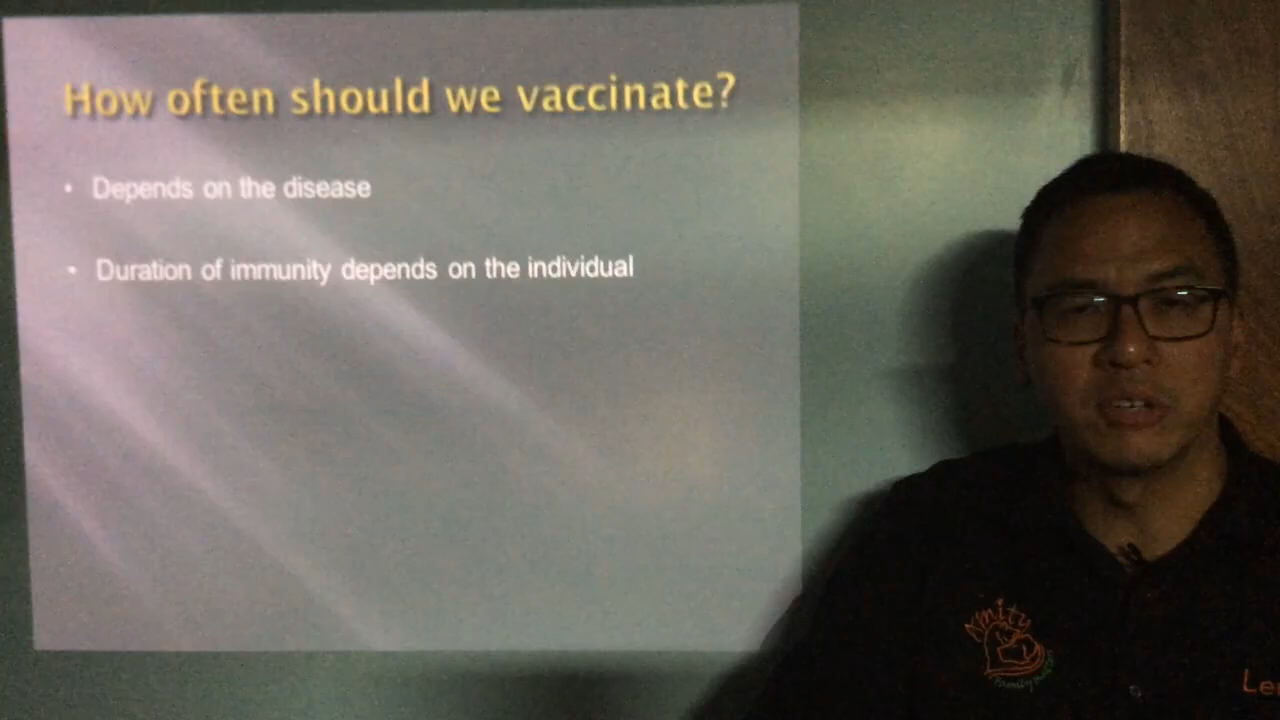 How often should we vaccinate?
• Depends on the disease
• Duration of immunity depends on the individual
Amity